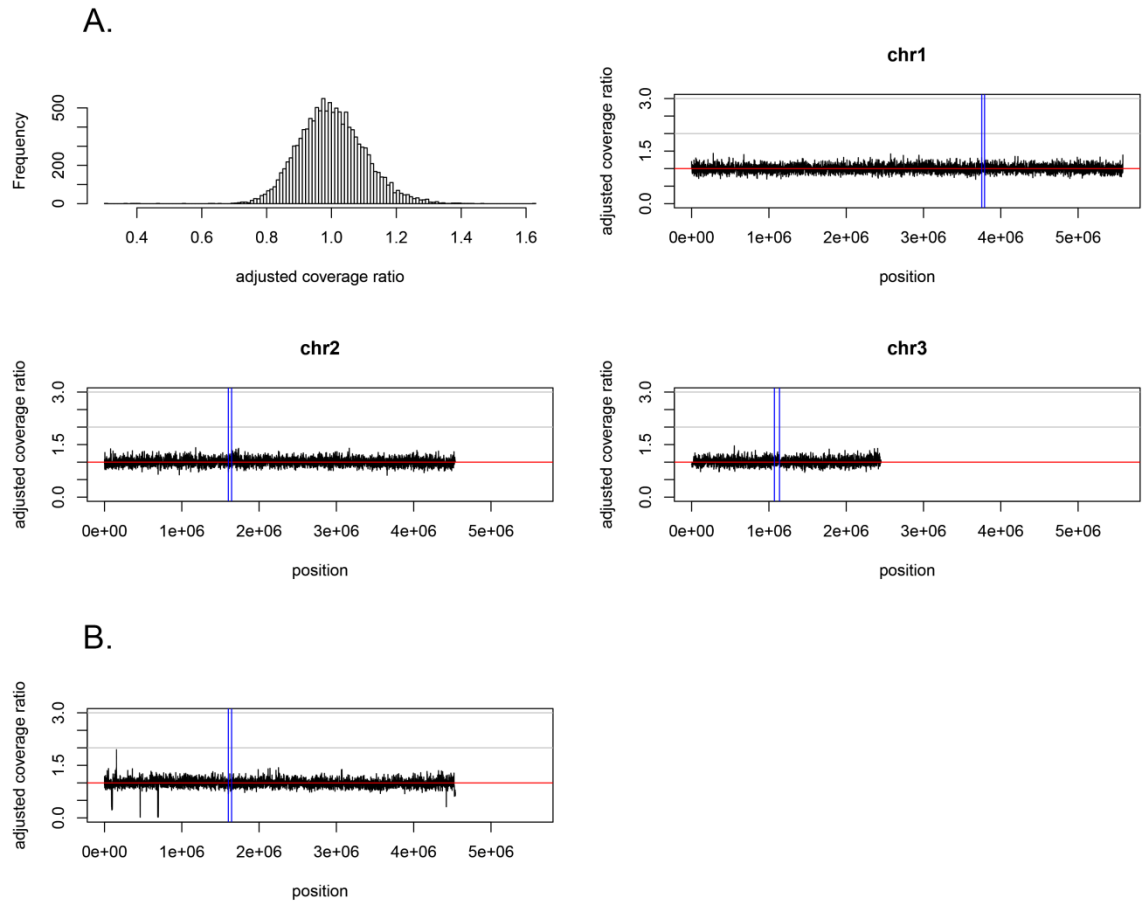 A.
Frequency
0 200 500
0.4 0.6 0.8 1.0 1.2 1.4 1.6
adjusted coverage ratio
chr1
adjusted coverage ratio
0.0 1.5 3.0
0e+00 1e+06 2e+06 3e+06 4e+06 5e+06
position
chr2
adjusted coverage ratio
0.0 1.5 3.0
0e+00 1e+06 2e+06 3e+06 4e+06 5e+06
position
chr3
adjusted coverage ratio
0.0 1.5 3.0
0e+00 1e+06 2e+06 3e+06 4e+06 5e+06
position
B.
adjusted coverage ratio
0.0 1.5 3.0
0e+00 1e+06 2e+06 3e+06 4e+06 5e+06
position